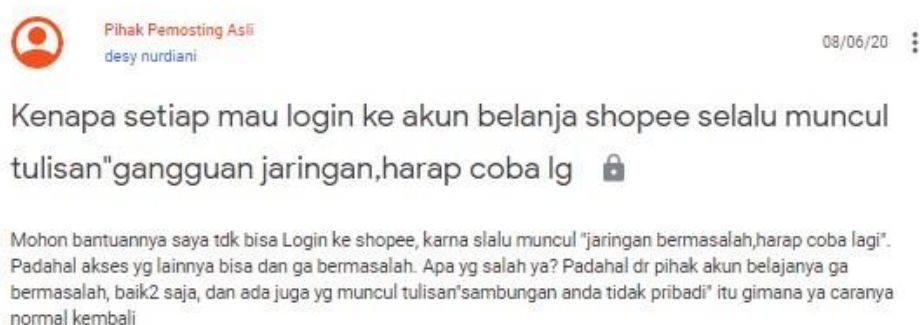 Pihak Pemosting Asli
desy nurdiani
08/06/20
Kenapa setiap mau login ke akun belanja shopee selalu muncul
tulisan"gangguan jaringan,harap coba lg
Mohon bantuannya saya tdk bisa Login ke shopee, karna slalu muncul "jaringan bermasalah,harap coba lagi".
Padahal akses yg lainnya bisa dan ga bermasalah. Apa yg salah ya? Padahal dr pihak akun belajanya ga
bermasalah, baik2 saja, dan ada juga yg muncul tulisan"sambungan anda tidak pribadi" itu gimana ya caranya
normal kembali